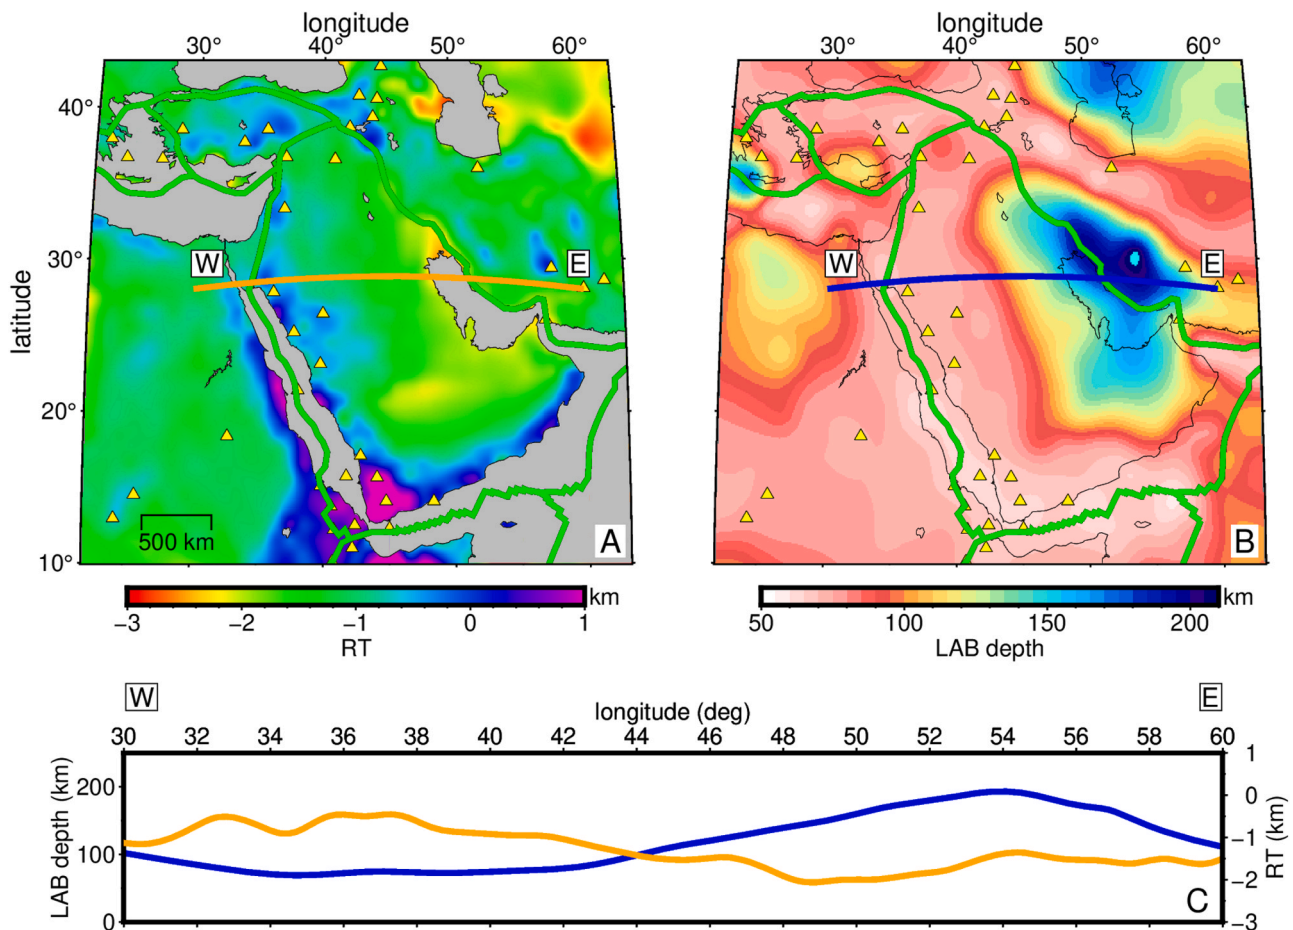 longitude
longitude
30° 40° 50° 60°
30° 40° 50° 60°
40°
30°
20°
10°
latitude
W
E
W
E
500 km
A
B
km
−3 −2 −1 0 1
RT
km
50 100 150 200
LAB depth
W
E
longitude (deg)
30 32 34 36 38 40 42 44 46 48 50 52 54 56 58 60
LAB depth (km)
200
100
0
1
0
−1
−2
−3
RT (km)
C